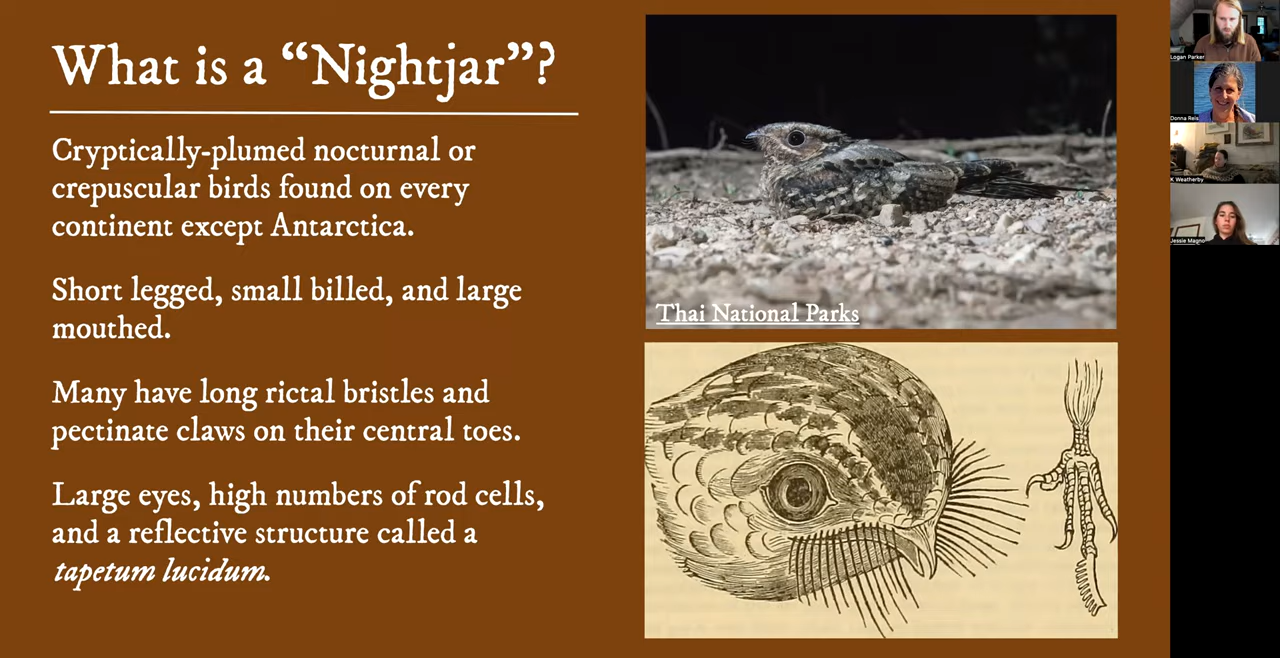 What is a “Nightjar”?
Cryptically-plumed nocturnal or
crepuscular birds found on every
continent except Antarctica.
Short legged, small billed, and large
mouthed.
Many have long rictal bristles and
pectinate claws on their central toes.
Large eyes, high numbers of rod cells,
and a reflective structure called a
tapetum lucidum.
Thai National Parks
Logan Parker
Donna Reis
K Weatherby
Jessie Magno